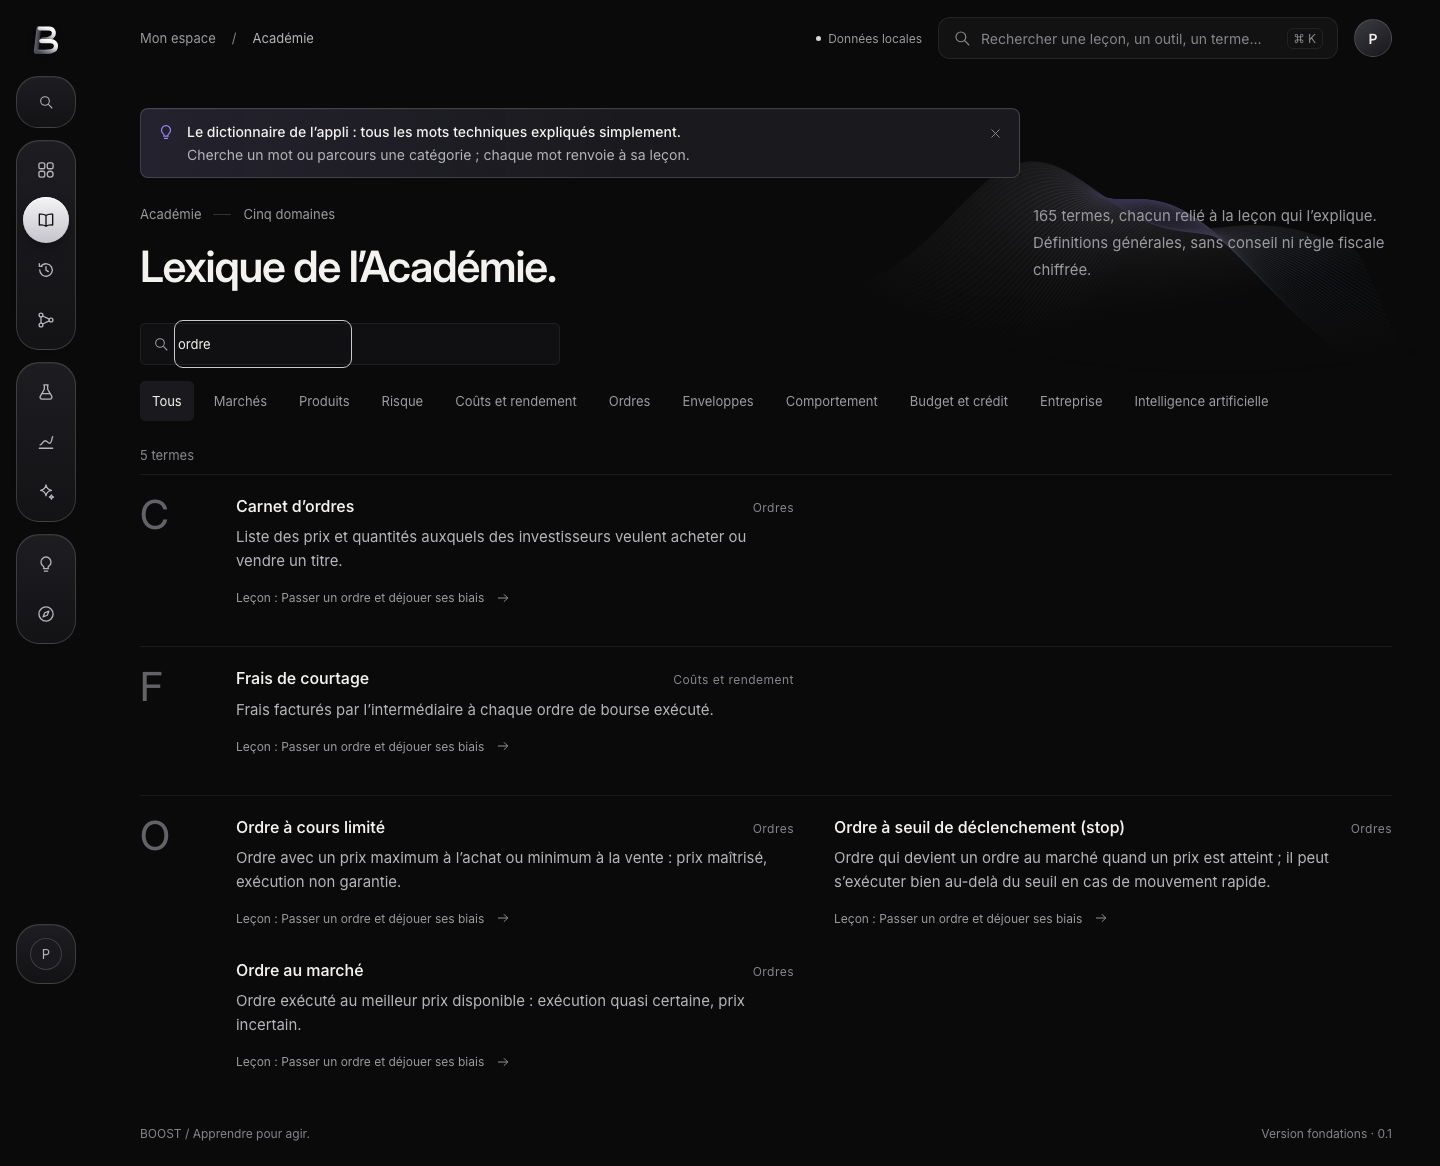 B
Mon espace / Académie
Données locales
Rechercher une leçon, un outil, un terme…
⌘ K
P
Le dictionnaire de l’appli : tous les mots techniques expliqués simplement.
Cherche un mot ou parcours une catégorie ; chaque mot renvoie à sa leçon.
Académie — Cinq domaines
Lexique de l’Académie.
165 termes, chacun relié à la leçon qui l’explique.
Définitions générales, sans conseil ni règle fiscale
chiffrée.
ordre
Tous Marchés Produits Risque Coûts et rendement Ordres Enveloppes Comportement Budget et crédit Entreprise Intelligence artificielle
5 termes
C
Carnet d’ordres
Ordres
Liste des prix et quantités auxquels des investisseurs veulent acheter ou
vendre un titre.
Leçon : Passer un ordre et déjouer ses biais →
F
Frais de courtage
Coûts et rendement
Frais facturés par l’intermédiaire à chaque ordre de bourse exécuté.
Leçon : Passer un ordre et déjouer ses biais →
O
Ordre à cours limité
Ordres
Ordre avec un prix maximum à l’achat ou minimum à la vente : prix maîtrisé,
exécution non garantie.
Leçon : Passer un ordre et déjouer ses biais →
Ordre à seuil de déclenchement (stop)
Ordres
Ordre qui devient un ordre au marché quand un prix est atteint ; il peut
s’exécuter bien au-delà du seuil en cas de mouvement rapide.
Leçon : Passer un ordre et déjouer ses biais →
Ordre au marché
Ordres
Ordre exécuté au meilleur prix disponible : exécution quasi certaine, prix
incertain.
Leçon : Passer un ordre et déjouer ses biais →
P
BOOST / Apprendre pour agir.
Version fondations · 0.1